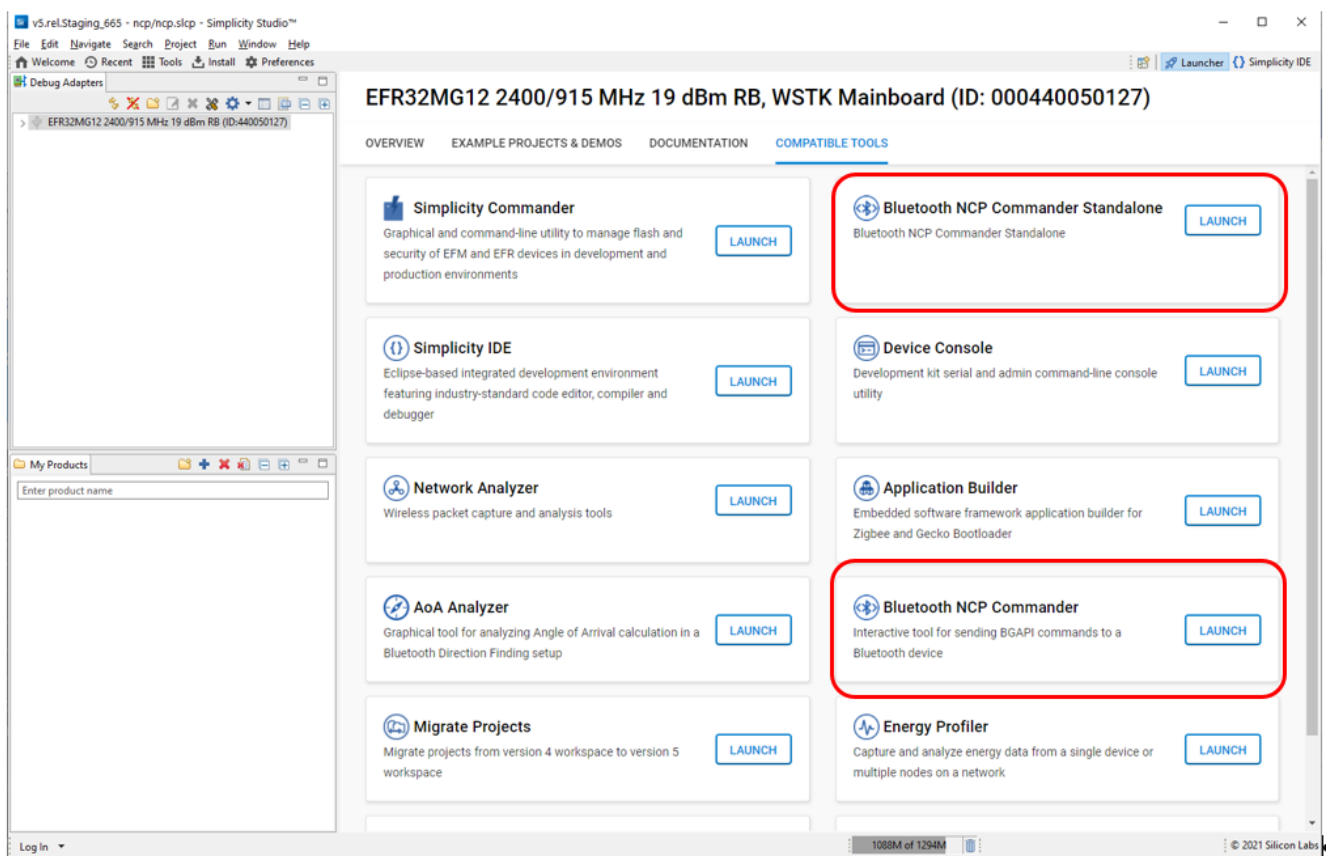 v5.rel.Staging_665 - ncp/ncp.slcp - Simplicity Studio™
File Edit Navigate Search Project Run Window Help
Welcome Recent Tools Install Preferences
Launcher Simplicity IDE
Debug Adapters
EFR32MG12 2400/915 MHz 19 dBm RB (ID:440050127)
My Products
Enter product name
EFR32MG12 2400/915 MHz 19 dBm RB, WSTK Mainboard (ID: 000440050127)
OVERVIEW EXAMPLE PROJECTS & DEMOS DOCUMENTATION COMPATIBLE TOOLS
Simplicity Commander
Graphical and command-line utility to manage flash and
security of EFM and EFR devices in development and
production environments
LAUNCH
Bluetooth NCP Commander Standalone
Bluetooth NCP Commander Standalone
LAUNCH
Simplicity IDE
Eclipse-based integrated development environment
featuring industry-standard code editor, compiler and
debugger
LAUNCH
Device Console
Development kit serial and admin command-line console
utility
LAUNCH
Network Analyzer
Wireless packet capture and analysis tools
LAUNCH
Application Builder
Embedded software framework application builder for
Zigbee and Gecko Bootloader
LAUNCH
AoA Analyzer
Graphical tool for analyzing Angle of Arrival calculation in a
Bluetooth Direction Finding setup
LAUNCH
Bluetooth NCP Commander
Interactive tool for sending BGAPI commands to a
Bluetooth device
LAUNCH
Migrate Projects
Migrate projects from version 4 workspace to version 5
workspace
LAUNCH
Energy Profiler
Capture and analyze energy data from a single device or
multiple nodes on a network
LAUNCH
Log In
1088M of 1294M
© 2021 Silicon Labs